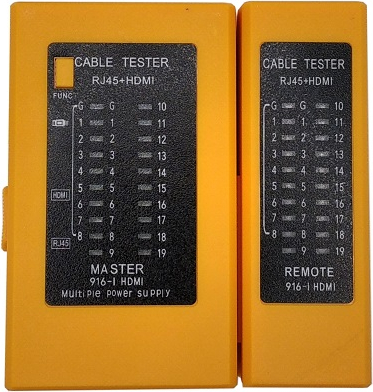 CABLE TESTER
RJ45+HDMI
FUNC
G G 10
1 1 11
2 2 12
3 3 13
4 4 14
5 5 15
HDMI
6 6 16
7 7 17
RJ45
8 8 18
9 19
MASTER
916-I HDMI
Multiple power supply
CABLE TESTER
RJ45+HDMI
G G 10
1 1 11
2 2 12
3 3 13
4 4 14
5 5 15
6 6 16
7 7 17
8 8 18
9 19
REMOTE
916-I HDMI